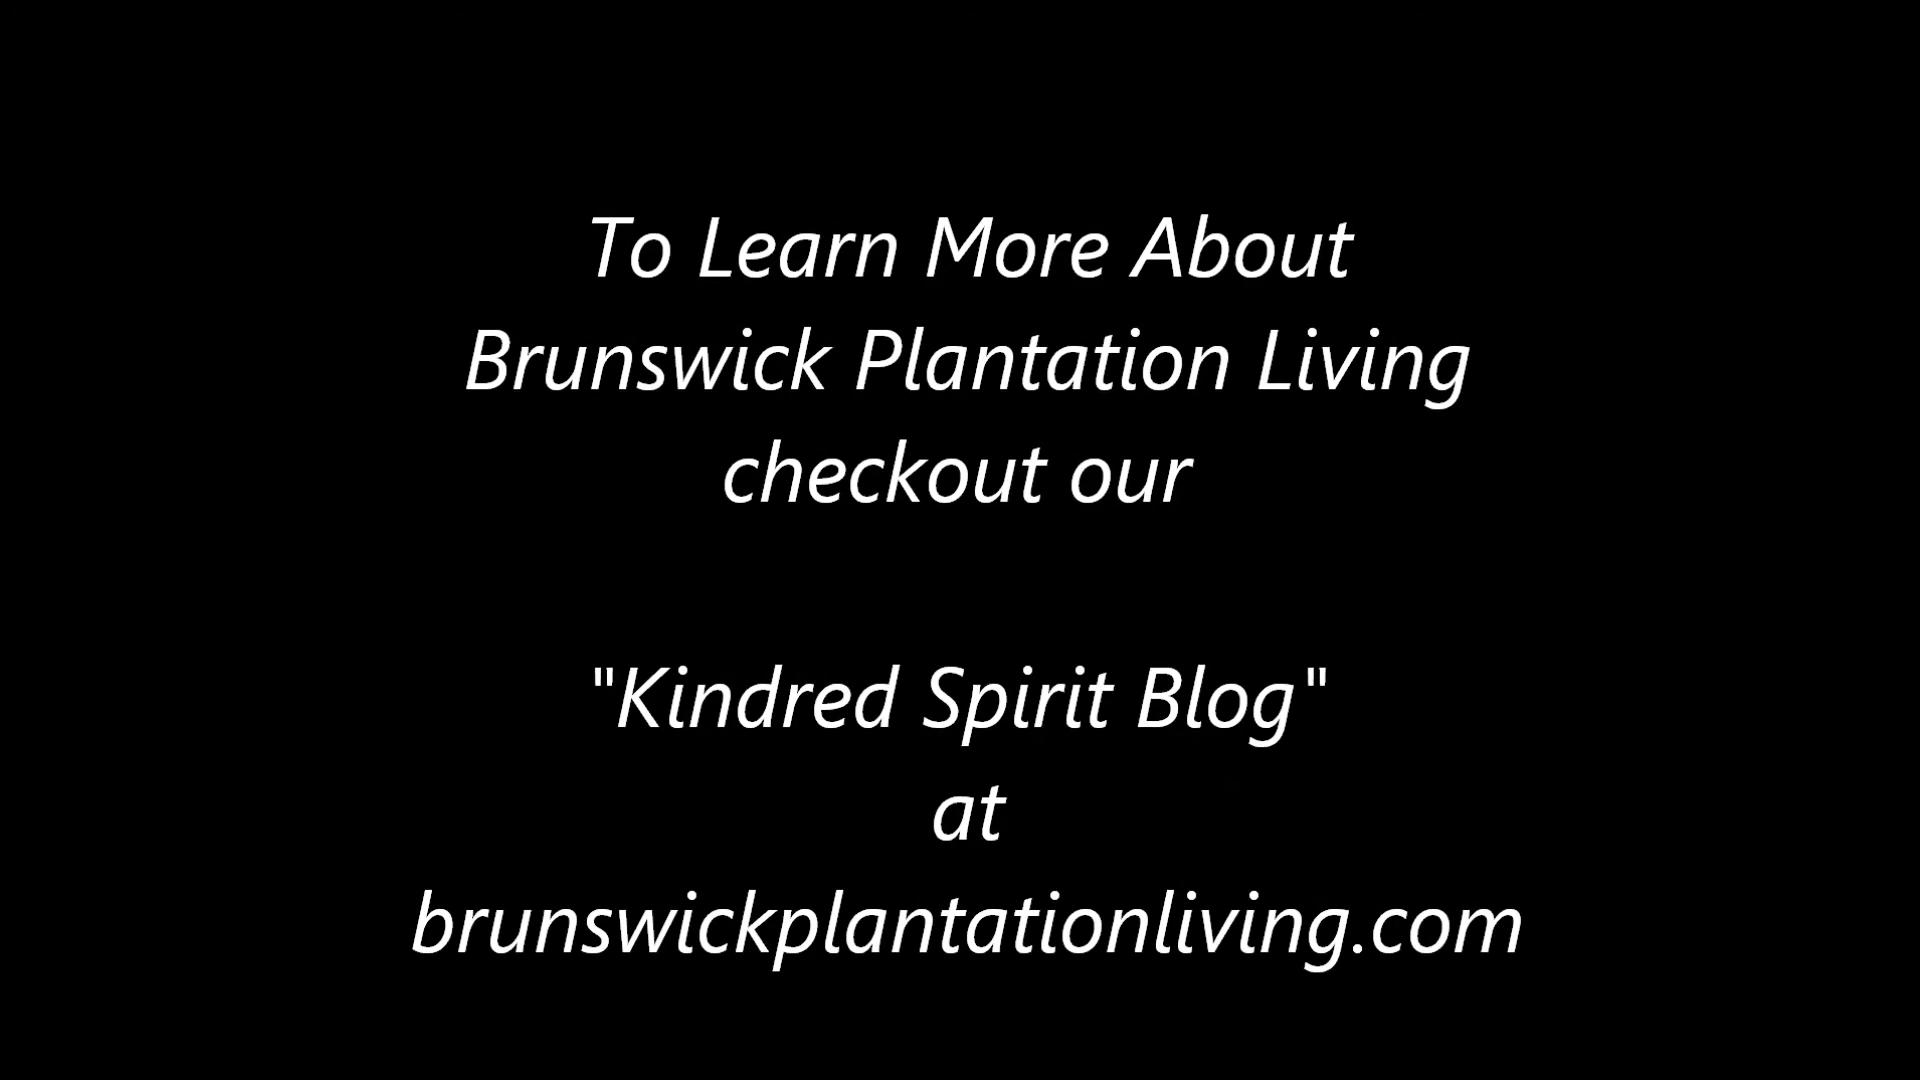 To Learn More About
Brunswick Plantation Living
checkout our
"Kindred Spirit Blog"
at
brunswickplantationliving.com